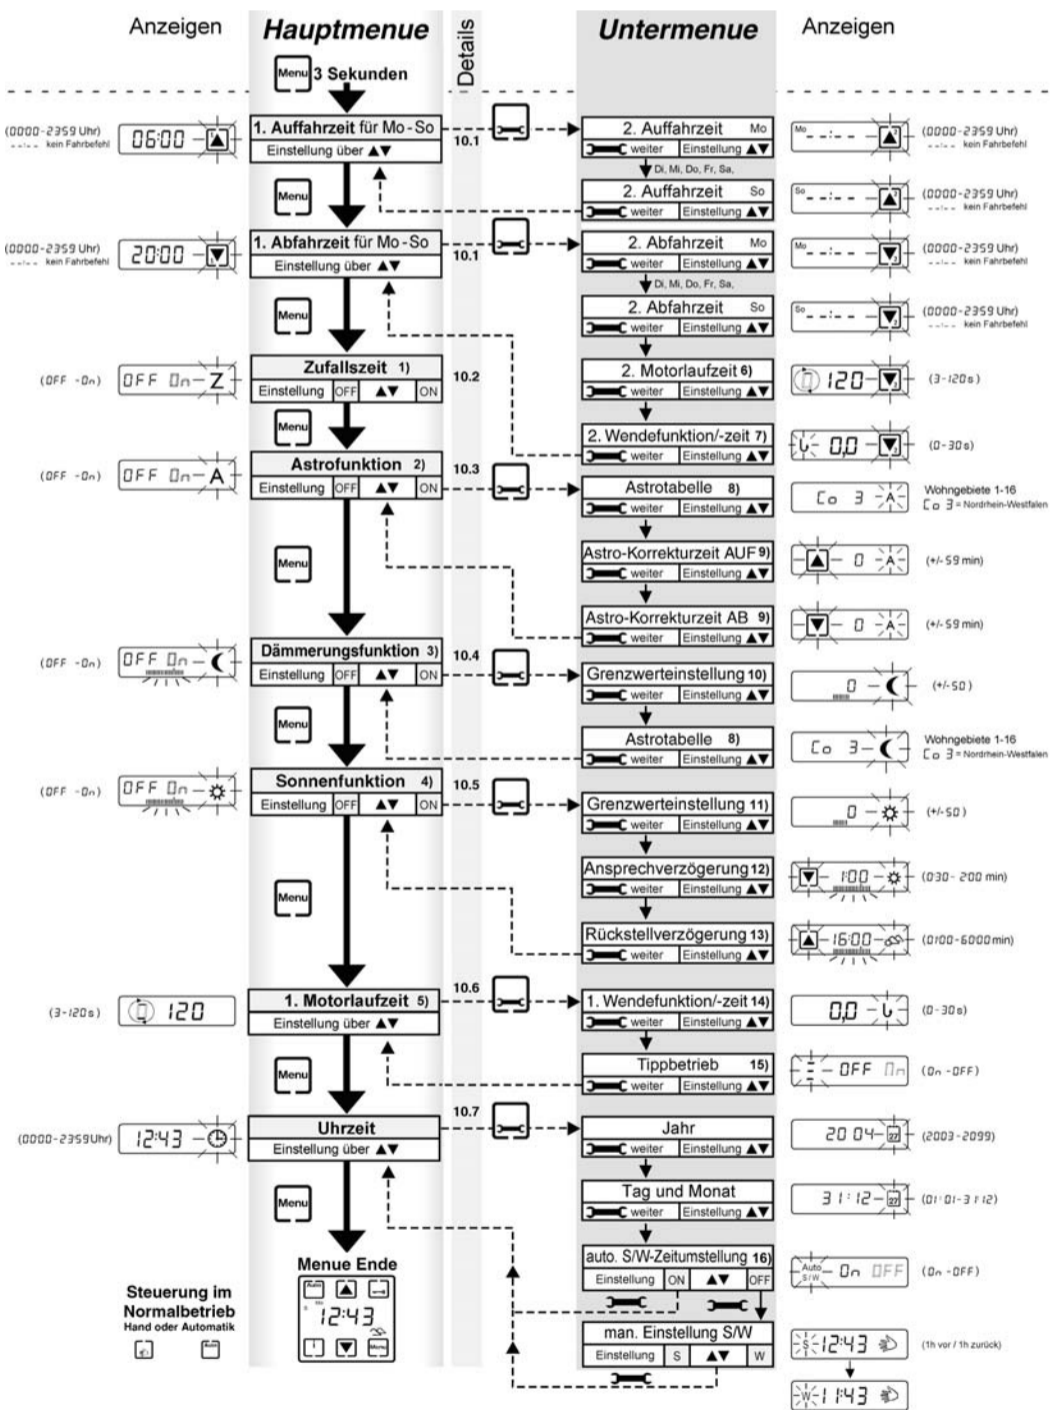 Anzeigen Hauptmenue Details Untermenue Anzeigen
Menu 3 Sekunden
(0000-2359 Uhr)
--:-- kein Fahrbefehl
06:00
1. Auffahrzeit für Mo-So
Einstellung über ▲▼
10.1
2. Auffahrzeit Mo
weiter Einstellung ▲▼
Mo --:--
(0000-2359 Uhr)
--:-- kein Fahrbefehl
Di, Mi, Do, Fr, Sa,
Menu
2. Auffahrzeit So
weiter Einstellung ▲▼
So --:--
(0000-2359 Uhr)
--:-- kein Fahrbefehl
(0000-2359 Uhr)
--:-- kein Fahrbefehl
20:00
1. Abfahrzeit für Mo-So
Einstellung über ▲▼
10.1
2. Abfahrzeit Mo
weiter Einstellung ▲▼
Mo --:--
(0000-2359 Uhr)
--:-- kein Fahrbefehl
Di, Mi, Do, Fr, Sa,
Menu
2. Abfahrzeit So
weiter Einstellung ▲▼
So --:--
(0000-2359 Uhr)
--:-- kein Fahrbefehl
(OFF -On)
OFF On Z
Zufallszeit 1)
Einstellung OFF ▲▼ ON
10.2
2. Motorlaufzeit 6)
weiter Einstellung ▲▼
120
(3-120s)
Menu
2. Wendefunktion/-zeit 7)
weiter Einstellung ▲▼
0,0
(0-30s)
(OFF -On)
OFF On A
Astrofunktion 2)
Einstellung OFF ▲▼ ON
10.3
Astrotabelle 8)
weiter Einstellung ▲▼
Co 3 A
Wohngebiete 1-16
Co 3 = Nordrhein-Westfalen
Menu
Astro-Korrekturzeit AUF 9)
weiter Einstellung ▲▼
0 A
(+/- 59 min)
Astro-Korrekturzeit AB 9)
weiter Einstellung ▲▼
0 A
(+/- 59 min)
(OFF -On)
OFF On
Dämmerungsfunktion 3)
Einstellung OFF ▲▼ ON
10.4
Grenzwerteinstellung 10)
weiter Einstellung ▲▼
0
(+/- 50)
Menu
Astrotabelle 8)
weiter Einstellung ▲▼
Co 3
Wohngebiete 1-16
Co 3 = Nordrhein-Westfalen
(OFF -On)
OFF On
Sonnenfunktion 4)
Einstellung OFF ▲▼ ON
10.5
Grenzwerteinstellung 11)
weiter Einstellung ▲▼
0
(+/- 50)
Menu
Ansprechverzögerung 12)
weiter Einstellung ▲▼
1:00
(030- 200 min)
Rückstellverzögerung 13)
weiter Einstellung ▲▼
16:00
(0100-6000min)
(3-120s)
120
1. Motorlaufzeit 5)
Einstellung über ▲▼
10.6
1. Wendefunktion/-zeit 14)
weiter Einstellung ▲▼
0,0
(0-30s)
Menu
Tippbetrieb 15)
weiter Einstellung ▲▼
OFF On
(On -OFF)
(0000-2359Uhr)
12:43
Uhrzeit
Einstellung über ▲▼
10.7
Jahr
weiter Einstellung ▲▼
20 04 27
(2003-2099)
Menu
Tag und Monat
weiter Einstellung ▲▼
31:12 27
(01:01-31:12)
auto. S/W-Zeitumstellung 16)
Einstellung ON ▲▼ OFF
Auto S/W On OFF
(On -OFF)
man. Einstellung S/W
Einstellung S ▲▼ W
S 12:43
(1h vor / 1h zurück)
W 11:43
Menue Ende
Auto
S Mo
12:43
Menu
Steuerung im
Normalbetrieb
Hand oder Automatik
Auto